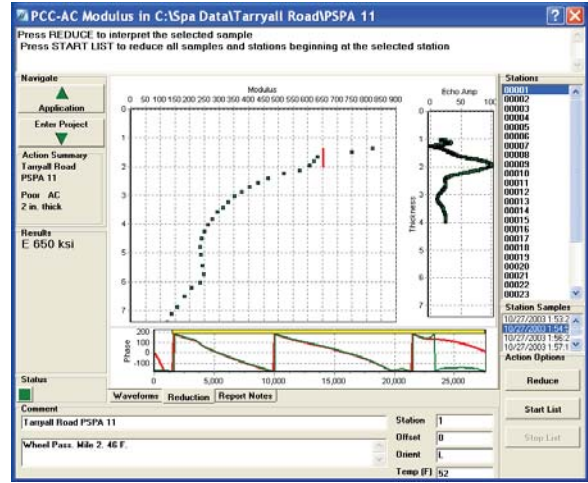 PCC-AC Modulus in C:\Spa Data\Tarryall Road\PSPA 11
Press REDUCE to interpret the selected sample
Press START LIST to reduce all samples and stations beginning at the selected station
Navigate
Application
Enter Project
Action Summary
Tarryall Road
PSPA 11
Poor AC
2 in. thick
Results
E 650 ksi
Status
Modulus
0 50 100 150 200 250 300 350 400 450 500 550 600 650 700 750 800 850 900
0
1
2
3
4
5
6
7
Echo Amp
0 50 100
Thickness
0
1
2
3
4
5
6
7
Phase
200
100
0
-100
0 5,000 10,000 15,000 20,000 25,000
Waveforms Reduction Report Notes
Stations
00001
00002
00003
00004
00005
00006
00007
00008
00009
00010
00011
00012
00013
00014
00015
00016
00017
00018
00019
00020
00021
00022
00023
Station Samples
10/27/2003 1:53:2
10/27/2003 1:54:
10/27/2003 1:56:2
10/27/2003 1:57:1
Action Options
Reduce
Start List
Stop List
Comment
Tarryall Road PSPA 11
Wheel Pass. Mile 2. 46 F.
Station 1
Offset 0
Orient L
Temp (F) 52